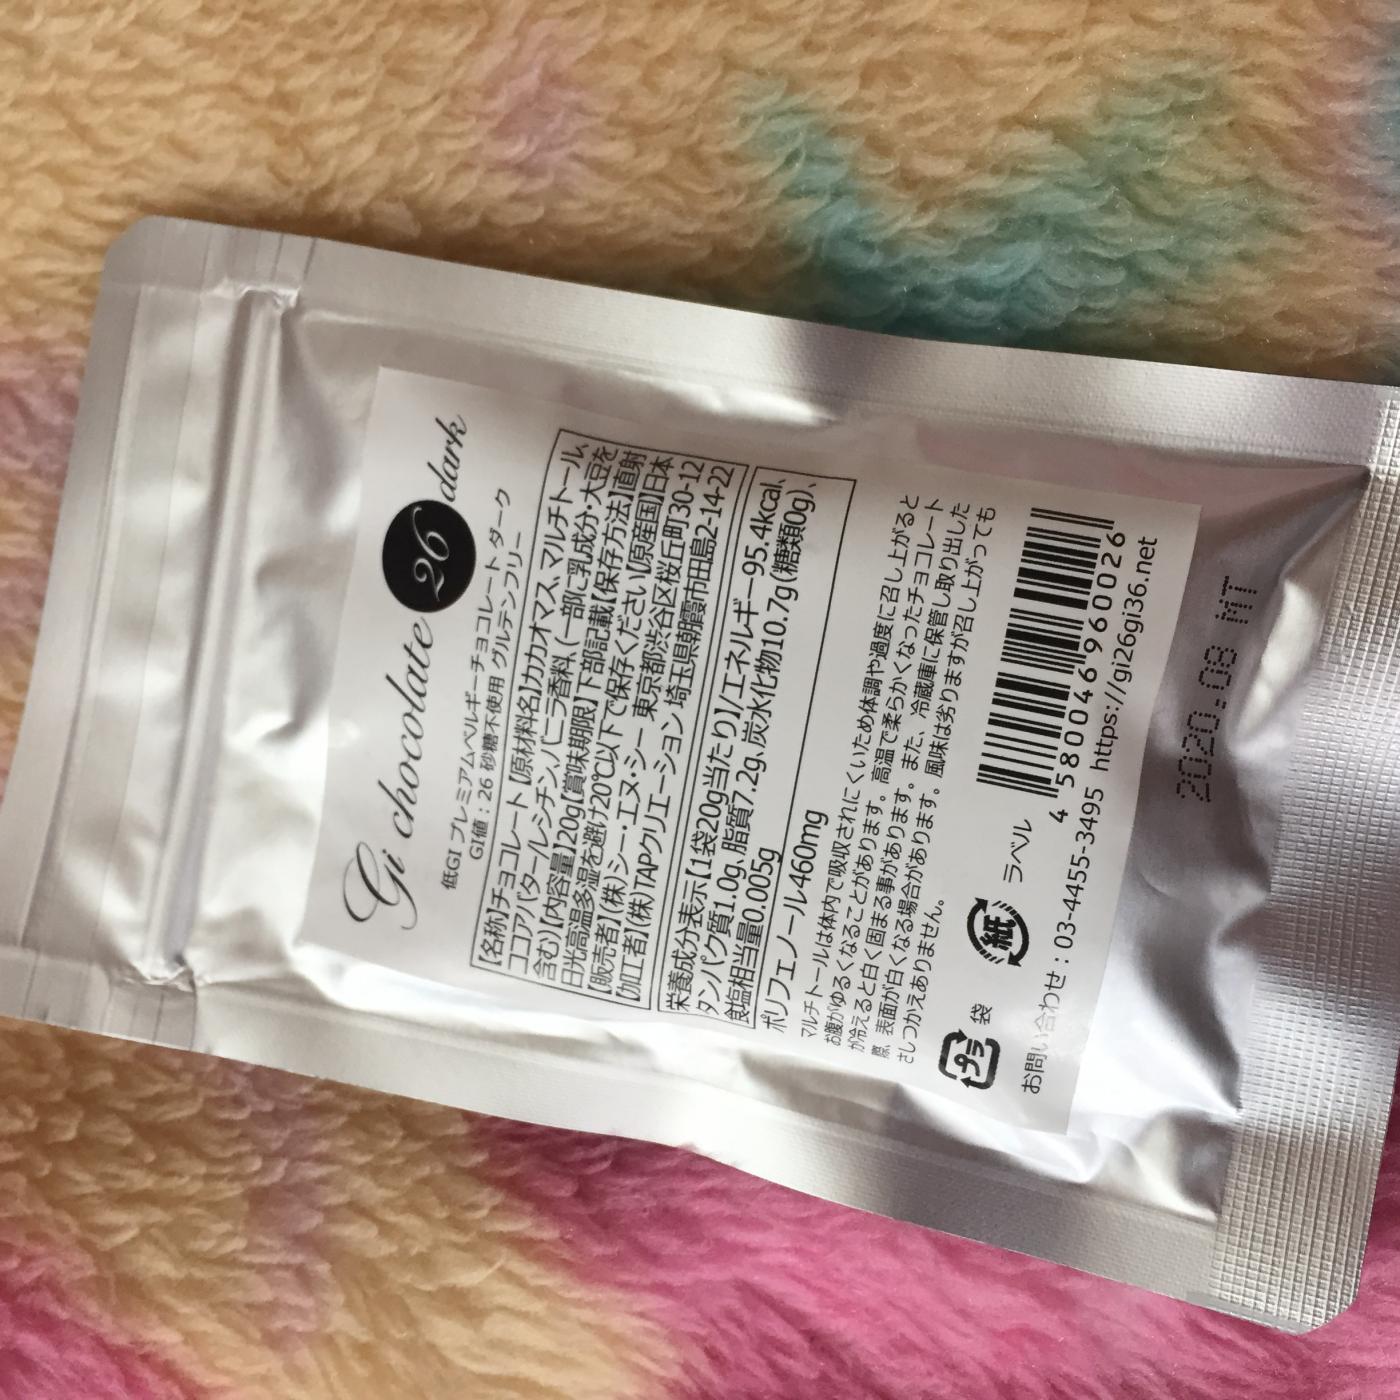 Gi chocolate 26 dark
低GI プレミアムベルギーチョコレート ダーク
GI値：26 砂糖不使用 グルテンフリー
【名称】チョコレート【原材料名】カカオマス、マルチトール、
ココアバター／レシチン、バニラ香料、（一部に乳成分・大豆を
含む）【内容量】20g【賞味期限】下部記載【保存方法】直射
日光高温多湿を避け20℃以下で保存ください【原産国】日本
【販売者】（株）シー・エヌ・シー 東京都渋谷区桜丘町30-12
【加工者】（株）TAPクリエーション 埼玉県朝霞市田島2-14-22
栄養成分表示【1袋20g当たり】/エネルギー95.4kcal、
タンパク質1.0g、脂質7.2g、炭水化物10.7g（糖類0g）、
食塩相当量0.005g
ポリフェノール460mg
マルチトールは体内で吸収されにくいため体調や過度に召し上がると
お腹がゆるくなることがあります。高温で柔らかくなったチョコレート
が冷えると白く固まる事があります。また、冷蔵庫に保管し取り出した
際、表面が白くなる場合があります。風味は劣りますが召し上がっても
さしつかえありません。
プラ 袋 紙 ラベル
4 580046 960026
お問い合わせ：03-4455-3495 https://gi26gi36.net
2020.08 MT